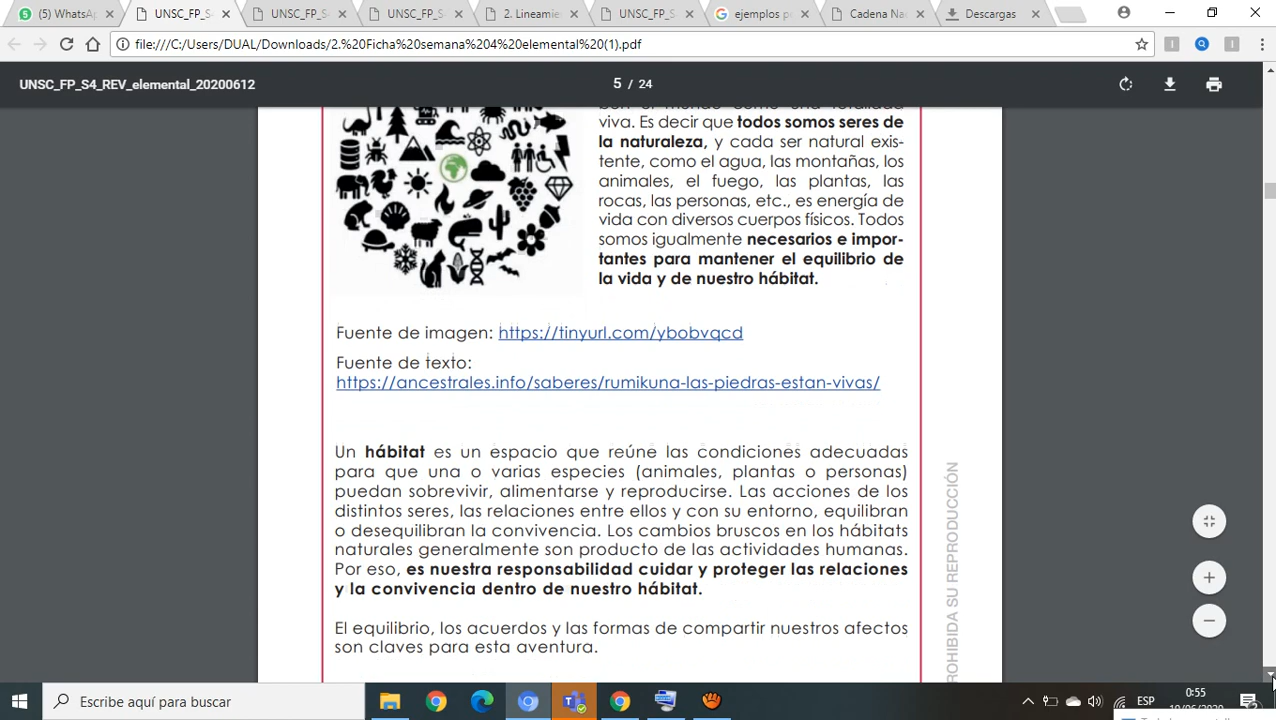 (5) WhatsAp
UNSC_FP_S
UNSC_FP_S
UNSC_FP_S
2. Lineamie
UNSC_FP_S
ejemplos p
Cadena Na
Descargas
file:///C:/Users/DUAL/Downloads/2.%20Ficha%20semana%204%20elemental%20(1).pdf
UNSC_FP_S4_REV_elemental_20200612
5 / 24
viva. Es decir que todos somos seres de
la naturaleza, y cada ser natural exis-
tente, como el agua, las montañas, los
animales, el fuego, las plantas, las
rocas, las personas, etc., es energía de
vida con diversos cuerpos físicos. Todos
somos igualmente necesarios e impor-
tantes para mantener el equilibrio de
la vida y de nuestro hábitat.
Fuente de imagen: https://tinyurl.com/ybobvqcd
Fuente de texto:
https://ancestrales.info/saberes/rumikuna-las-piedras-estan-vivas/
Un hábitat es un espacio que reúne las condiciones adecuadas
para que una o varias especies (animales, plantas o personas)
puedan sobrevivir, alimentarse y reproducirse. Las acciones de los
distintos seres, las relaciones entre ellos y con su entorno, equilibran
o desequilibran la convivencia. Los cambios bruscos en los hábitats
naturales generalmente son producto de las actividades humanas.
Por eso, es nuestra responsabilidad cuidar y proteger las relaciones
y la convivencia dentro de nuestro hábitat.
El equilibrio, los acuerdos y las formas de compartir nuestros afectos
son claves para esta aventura.
ROHIBIDA SU REPRODUCCIÓN
Escribe aquí para buscar
ESP
0:55
2